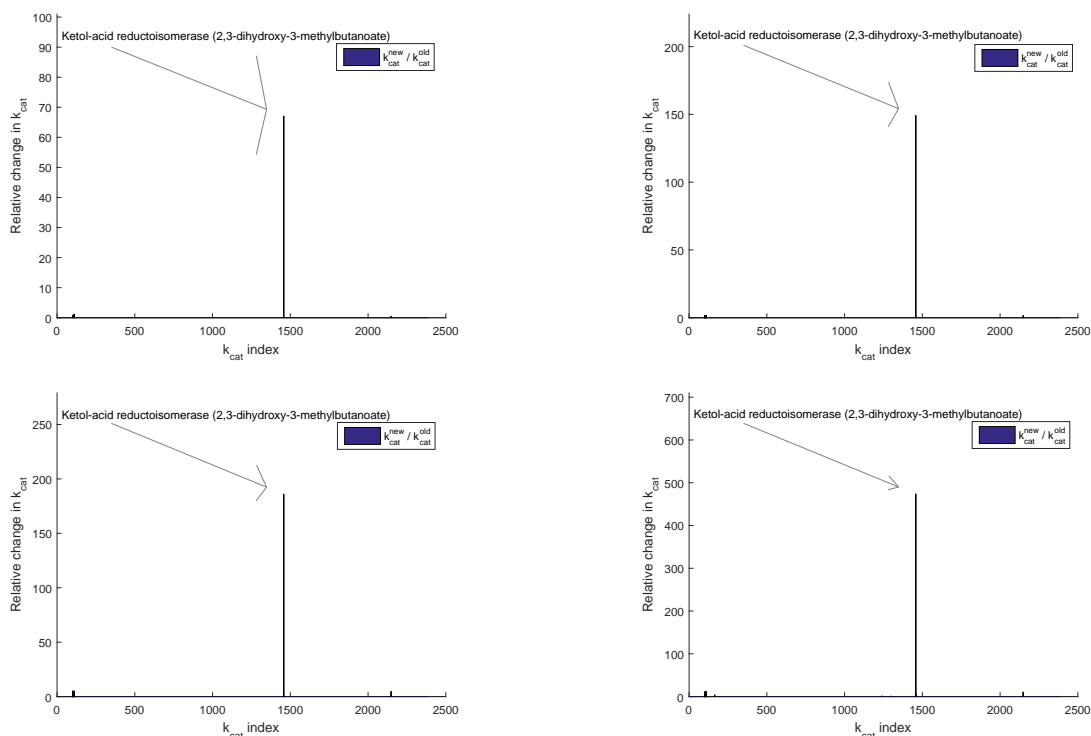 100
90
80
70
60
50
40
30
20
10
0
Relative change in k_cat
Ketol-acid reductoisomerase (2,3-dihydroxy-3-methylbutanoate)
k_cat^new / k_cat^old
0 500 1000 1500 2000 2500
k_cat index
200
150
100
50
0
Relative change in k_cat
Ketol-acid reductoisomerase (2,3-dihydroxy-3-methylbutanoate)
k_cat^new / k_cat^old
0 500 1000 1500 2000 2500
k_cat index
250
200
150
100
50
0
Relative change in k_cat
Ketol-acid reductoisomerase (2,3-dihydroxy-3-methylbutanoate)
k_cat^new / k_cat^old
0 500 1000 1500 2000 2500
k_cat index
700
600
500
400
300
200
100
0
Relative change in k_cat
Ketol-acid reductoisomerase (2,3-dihydroxy-3-methylbutanoate)
k_cat^new / k_cat^old
0 500 1000 1500 2000 2500
k_cat index